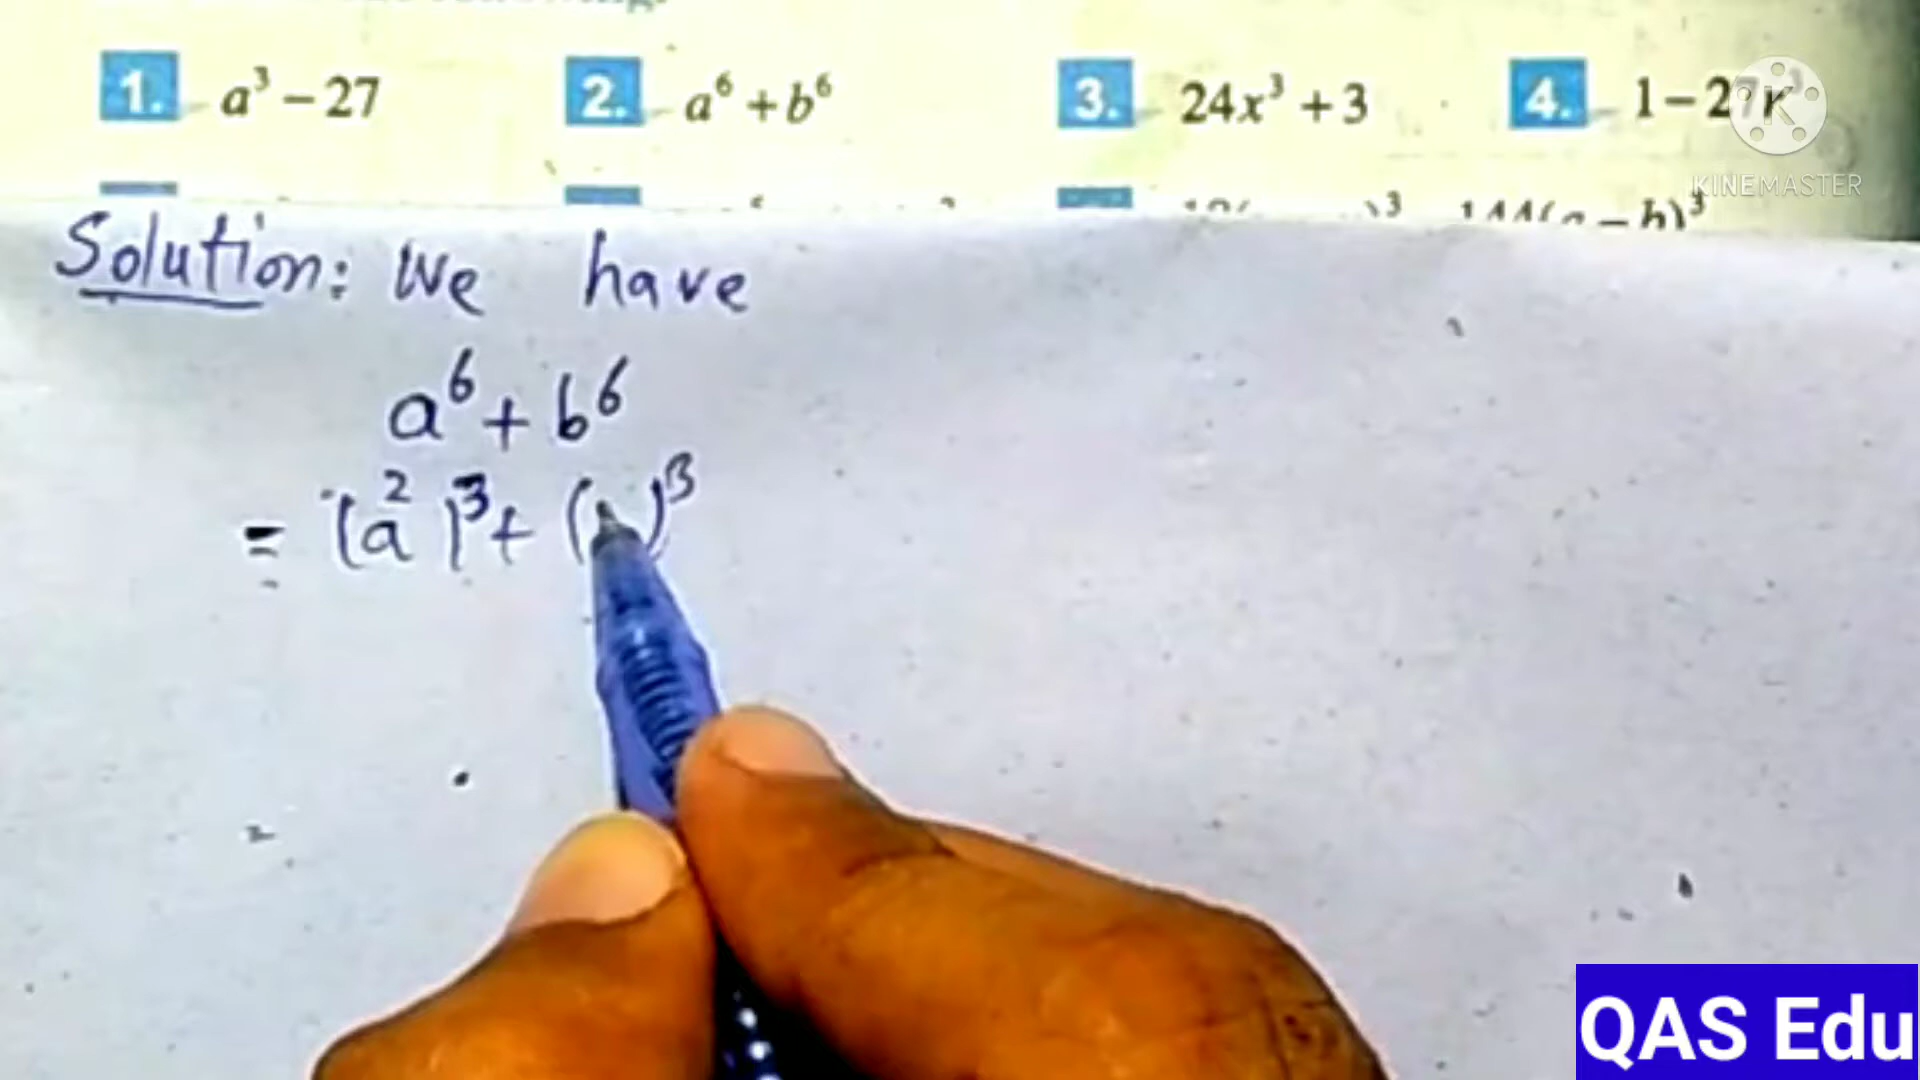 1. a³ − 27 2. a⁶ + b⁶ 3. 24x³ + 3 4. 1 − 27
KINEMASTER
Solution: We have
a⁶ + b⁶
= (a²)³ + ( )³
QAS Edu